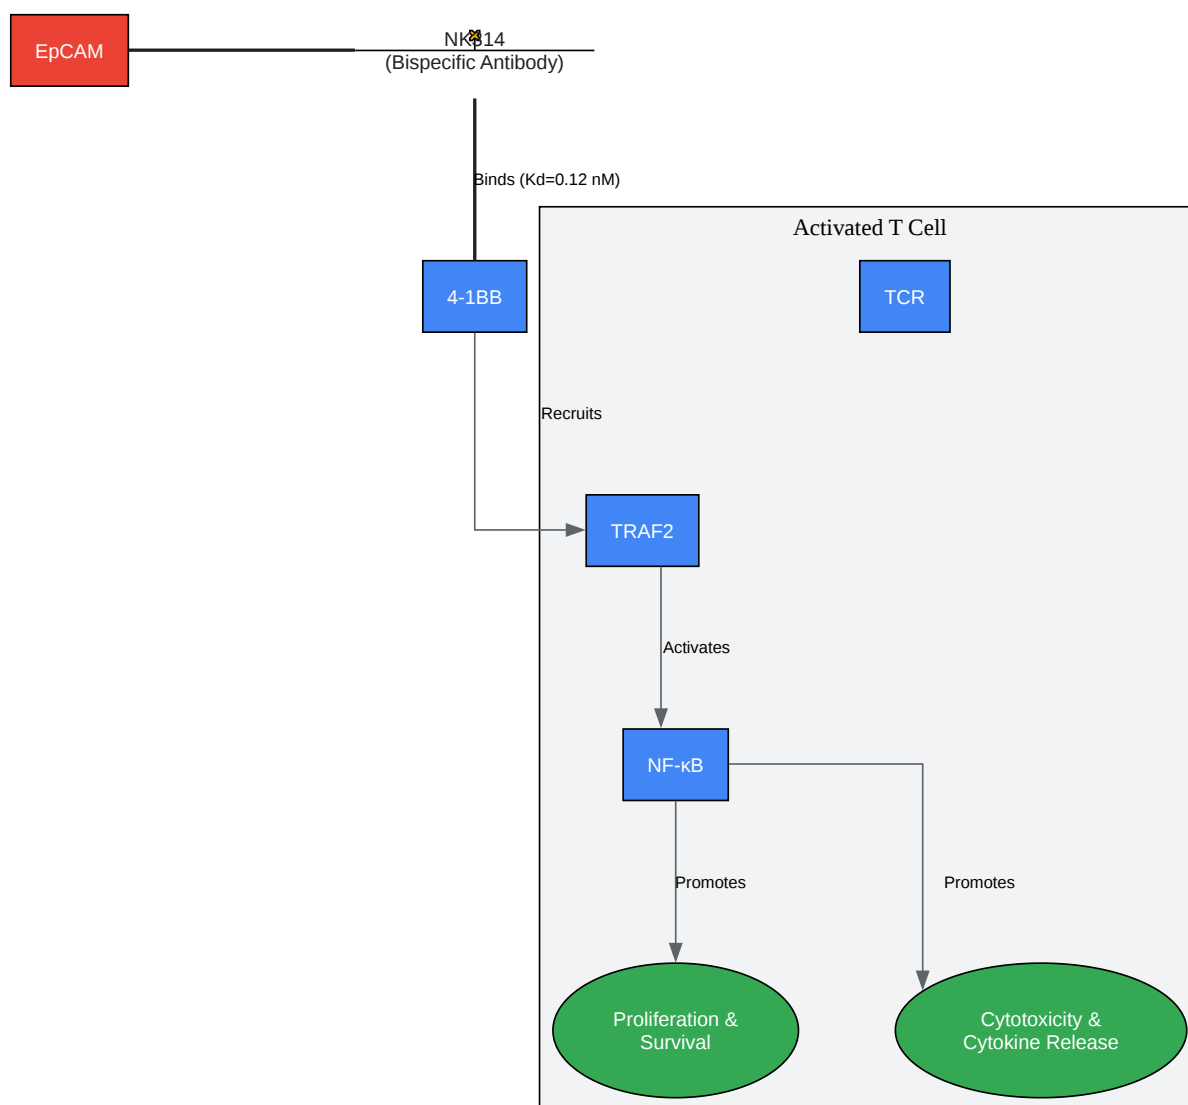 EpCAM
(Bispecific Antibody)
Binds (Kd=0.12 nM)
Activated T Cell
4-1BB
TCR
Recruits
TRAF2
Activates
NF-κB
Promotes
Promotes
Proliferation &
Survival
Cytotoxicity &
Cytokine Release